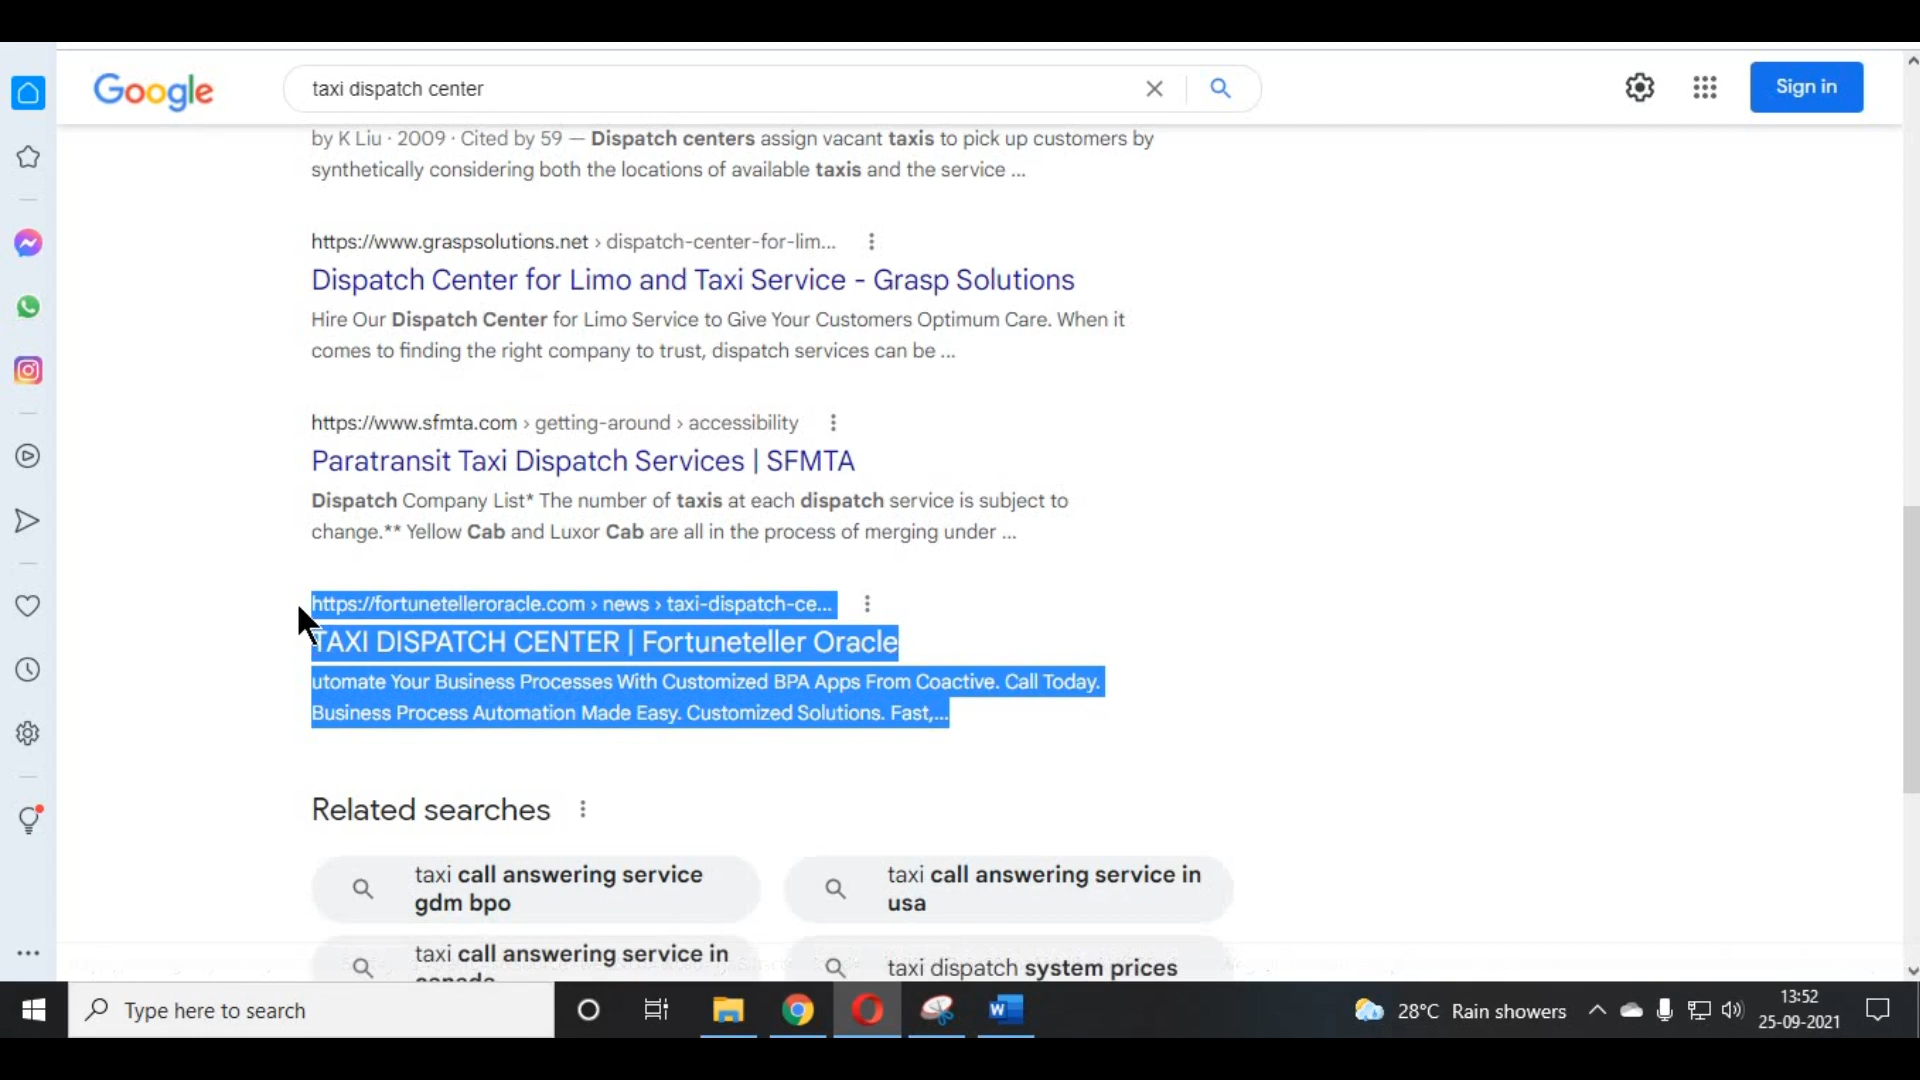 Google
taxi dispatch center
Sign in
by K Liu · 2009 · Cited by 59 — Dispatch centers assign vacant taxis to pick up customers by
synthetically considering both the locations of available taxis and the service ...
https://www.graspsolutions.net › dispatch-center-for-lim...
Dispatch Center for Limo and Taxi Service - Grasp Solutions
Hire Our Dispatch Center for Limo Service to Give Your Customers Optimum Care. When it
comes to finding the right company to trust, dispatch services can be ...
https://www.sfmta.com › getting-around › accessibility
Paratransit Taxi Dispatch Services | SFMTA
Dispatch Company List* The number of taxis at each dispatch service is subject to
change.** Yellow Cab and Luxor Cab are all in the process of merging under ...
https://fortunetelleroracle.com › news › taxi-dispatch-ce...
TAXI DISPATCH CENTER | Fortuneteller Oracle
utomate Your Business Processes With Customized BPA Apps From Coactive. Call Today.
Business Process Automation Made Easy. Customized Solutions. Fast,...
Related searches
taxi call answering service
gdm bpo
taxi call answering service in
usa
taxi call answering service in
canada
taxi dispatch system prices
Type here to search
28°C Rain showers
13:52
25-09-2021